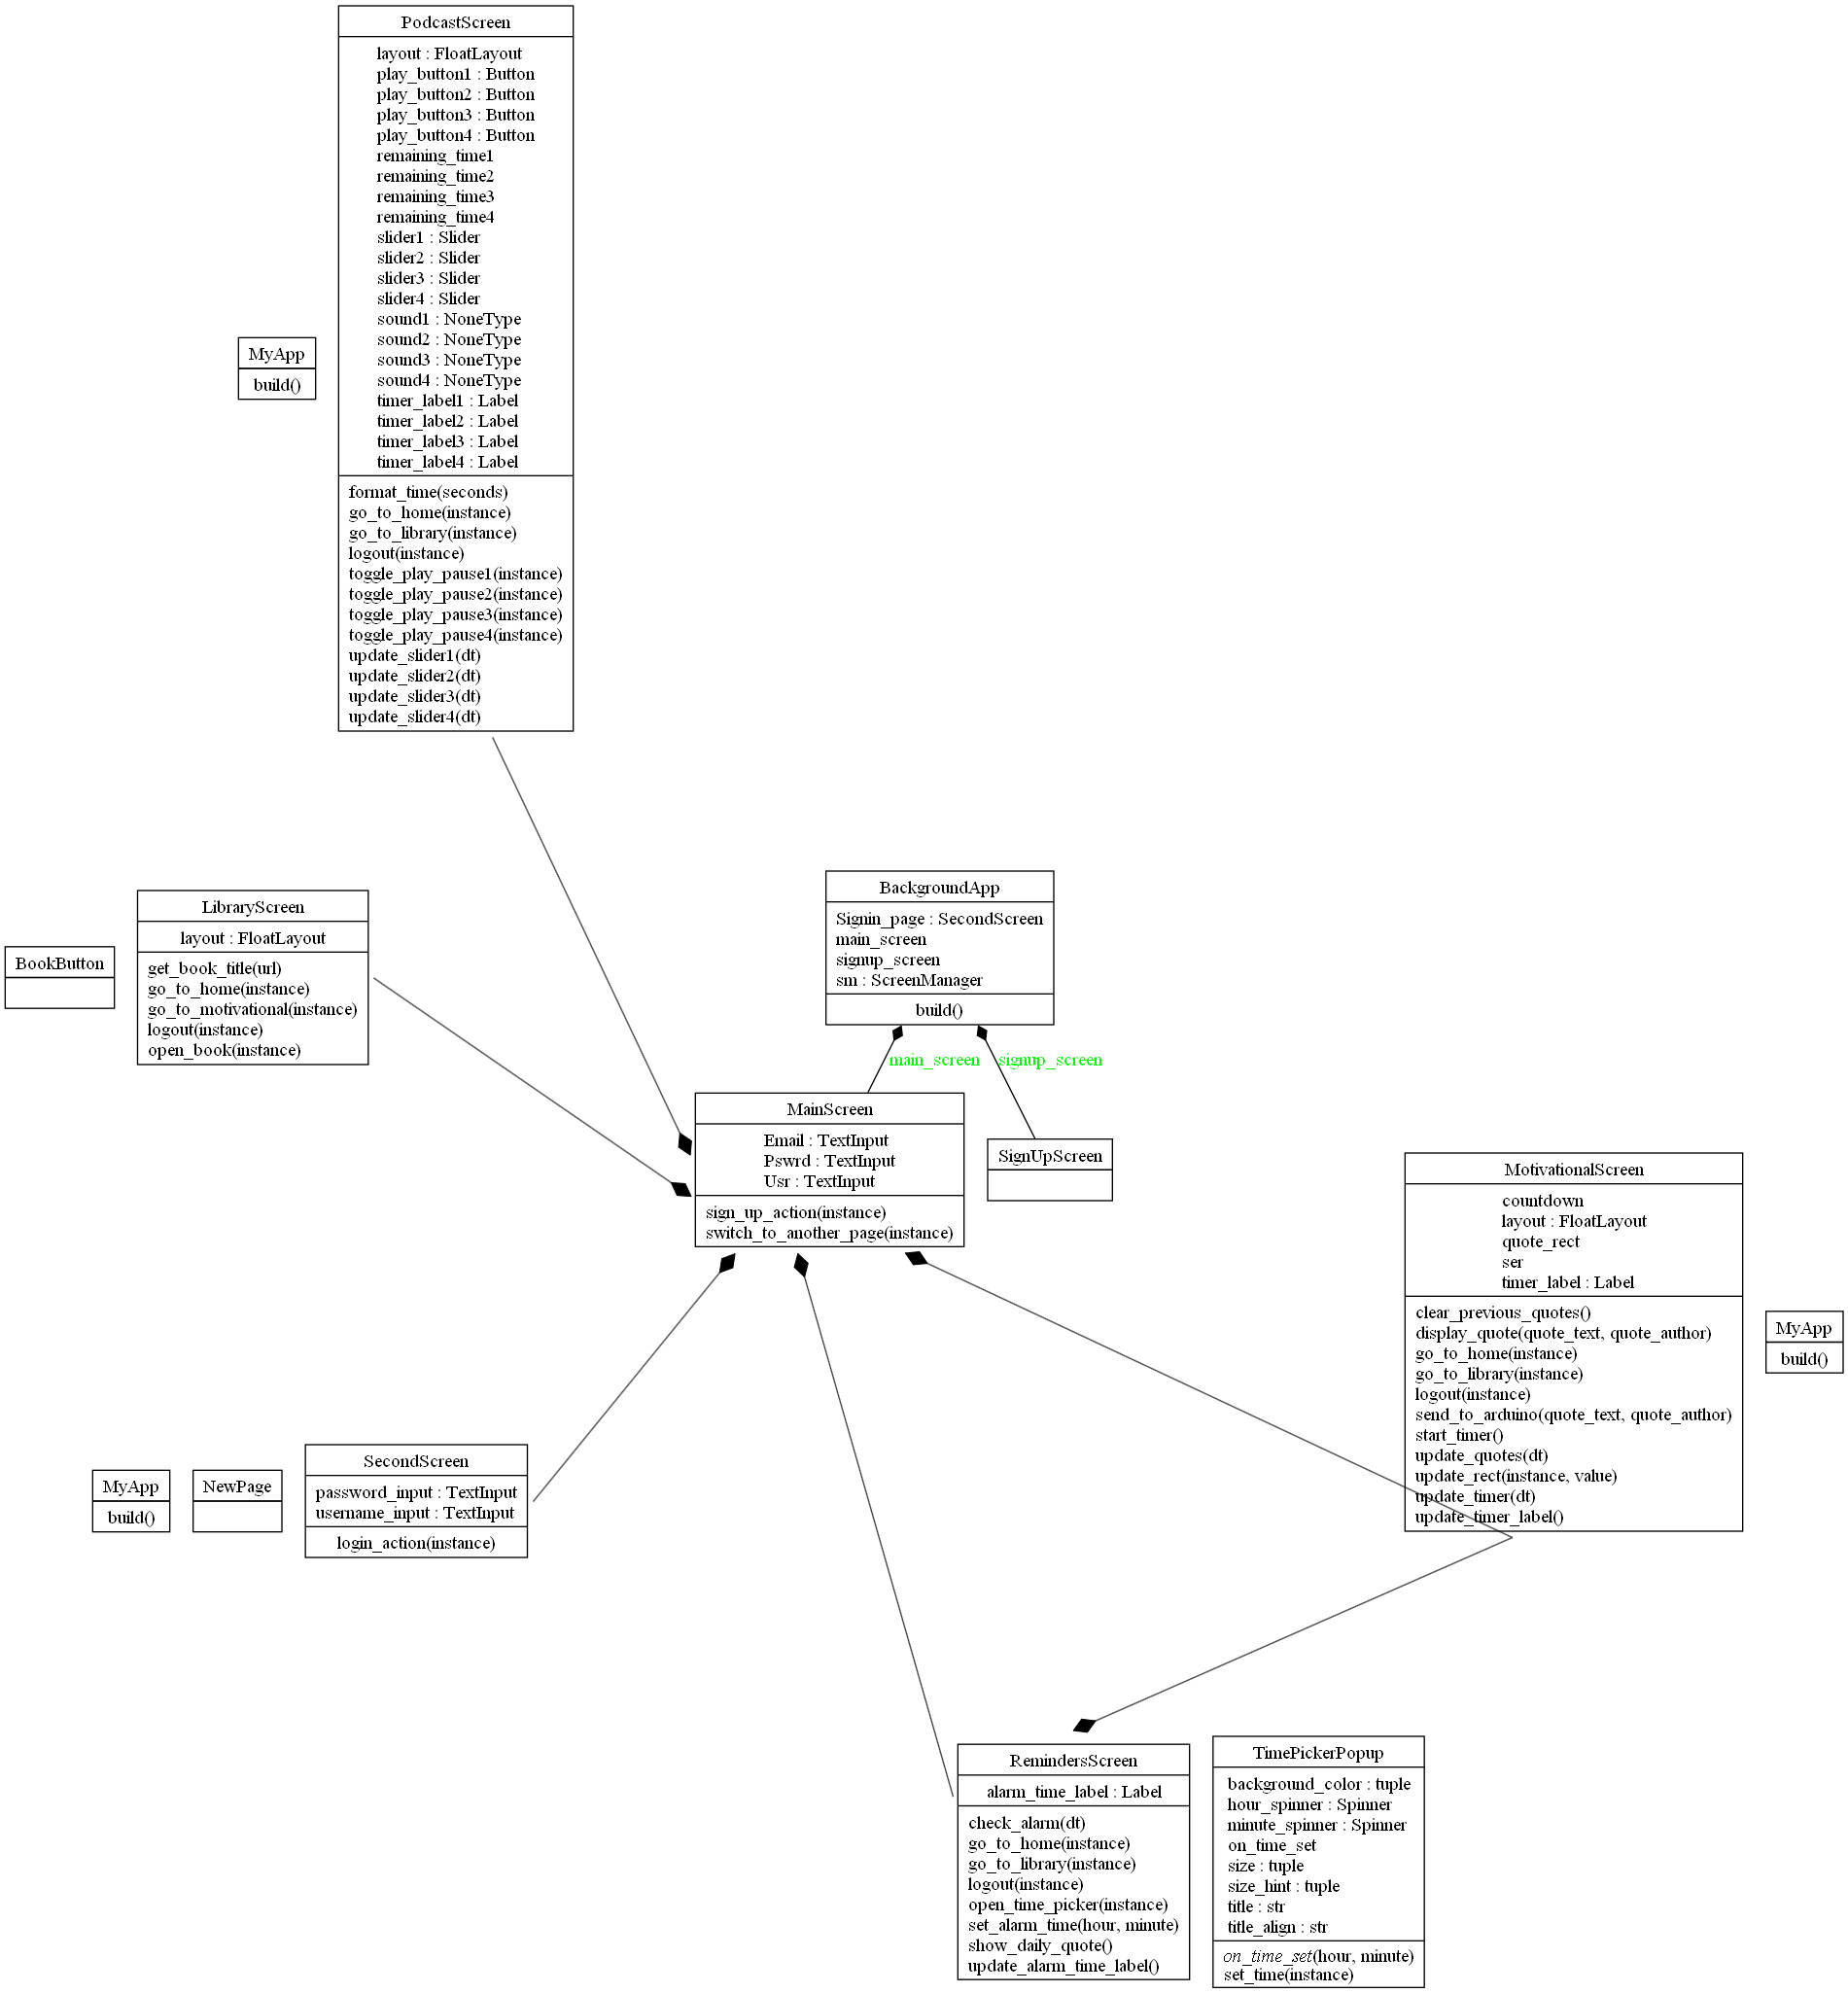 PodcastScreen
layout : FloatLayout
play_button1 : Button
play_button2 : Button
play_button3 : Button
play_button4 : Button
remaining_time1
remaining_time2
remaining_time3
remaining_time4
slider1 : Slider
slider2 : Slider
slider3 : Slider
slider4 : Slider
sound1 : NoneType
sound2 : NoneType
sound3 : NoneType
sound4 : NoneType
timer_label1 : Label
timer_label2 : Label
timer_label3 : Label
timer_label4 : Label
format_time(seconds)
go_to_home(instance)
go_to_library(instance)
logout(instance)
toggle_play_pause1(instance)
toggle_play_pause2(instance)
toggle_play_pause3(instance)
toggle_play_pause4(instance)
update_slider1(dt)
update_slider2(dt)
update_slider3(dt)
update_slider4(dt)
MyApp
build()
BackgroundApp
Signin_page : SecondScreen
main_screen
signup_screen
sm : ScreenManager
build()
LibraryScreen
layout : FloatLayout
get_book_title(url)
go_to_home(instance)
go_to_motivational(instance)
logout(instance)
open_book(instance)
BookButton
main_screen
signup_screen
MainScreen
Email : TextInput
Pswrd : TextInput
Usr : TextInput
sign_up_action(instance)
switch_to_another_page(instance)
SignUpScreen
MotivationalScreen
countdown
layout : FloatLayout
quote_rect
ser
timer_label : Label
clear_previous_quotes()
display_quote(quote_text, quote_author)
go_to_home(instance)
go_to_library(instance)
logout(instance)
send_to_arduino(quote_text, quote_author)
start_timer()
update_quotes(dt)
update_rect(instance, value)
update_timer(dt)
update_timer_label()
MyApp
build()
MyApp
build()
NewPage
SecondScreen
password_input : TextInput
username_input : TextInput
login_action(instance)
RemindersScreen
alarm_time_label : Label
check_alarm(dt)
go_to_home(instance)
go_to_library(instance)
logout(instance)
open_time_picker(instance)
set_alarm_time(hour, minute)
show_daily_quote()
update_alarm_time_label()
TimePickerPopup
background_color : tuple
hour_spinner : Spinner
minute_spinner : Spinner
on_time_set
size : tuple
size_hint : tuple
title : str
title_align : str
on_time_set(hour, minute)
set_time(instance)